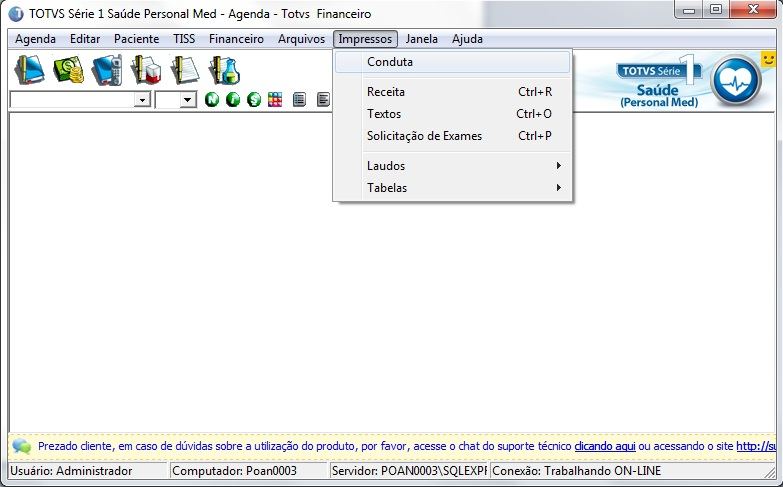 TOTVS Série 1 Saúde Personal Med - Agenda - Totvs Financeiro
Agenda Editar Paciente TISS Financeiro Arquivos Impressos Janela Ajuda
Conduta
Receita Ctrl+R
Textos Ctrl+O
Solicitação de Exames Ctrl+P
Laudos
Tabelas
TOTVS Série 1
Saúde
(Personal Med)
N I $
Prezado cliente, em caso de dúvidas sobre a utilização do produto, por favor, acesse o chat do suporte técnico clicando aqui ou acessando o site http://su
Usuário: Administrador Computador: Poan0003 Servidor: POAN0003\SQLEXPR Conexão: Trabalhando ON-LINE